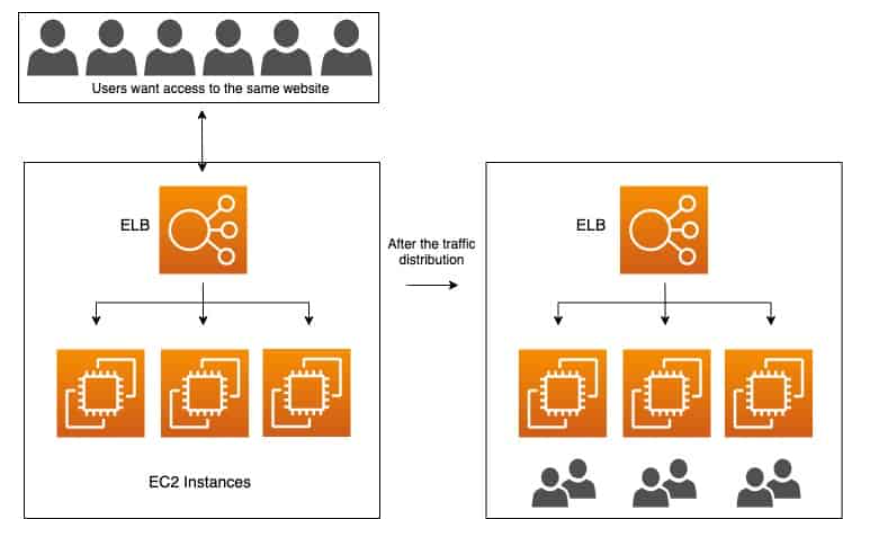 Users want access to the same website
ELB
After the traffic
distribution
ELB
EC2 Instances